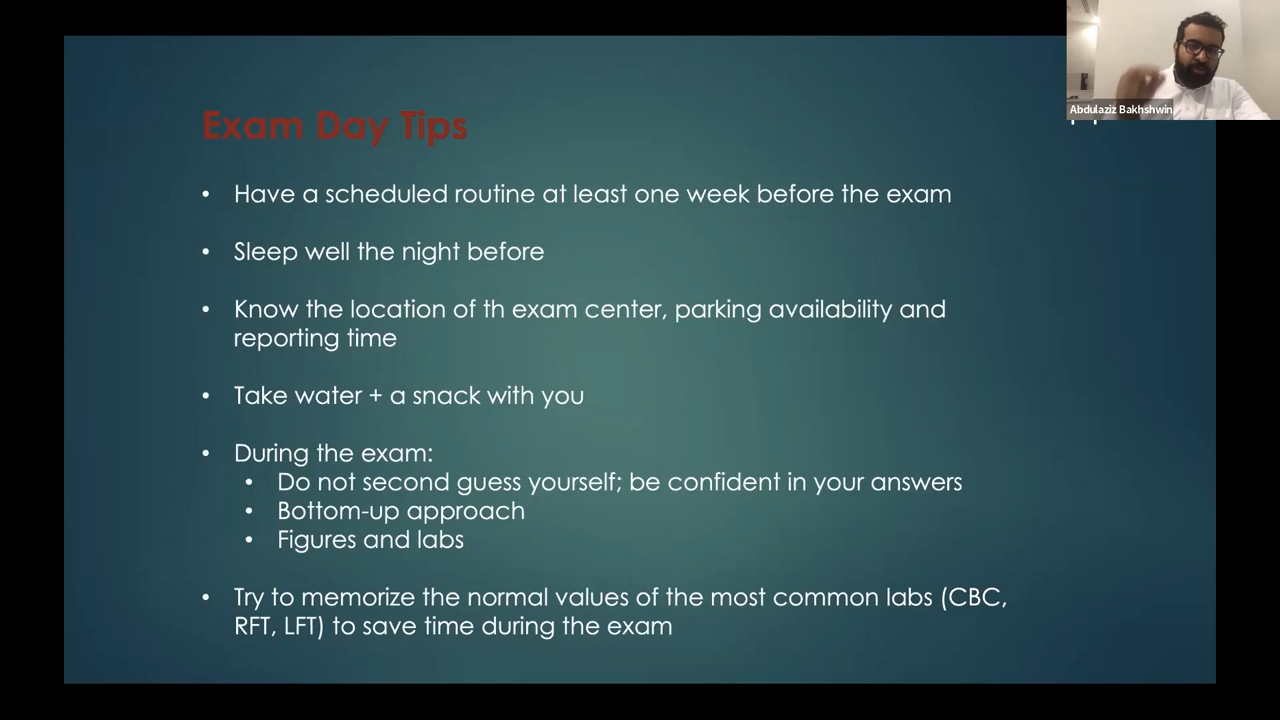 Abdulaziz Bakhshwin
Exam Day Tips
• Have a scheduled routine at least one week before the exam
• Sleep well the night before
• Know the location of th exam center, parking availability and
reporting time
• Take water + a snack with you
• During the exam:
• Do not second guess yourself; be confident in your answers
• Bottom-up approach
• Figures and labs
• Try to memorize the normal values of the most common labs (CBC,
RFT, LFT) to save time during the exam